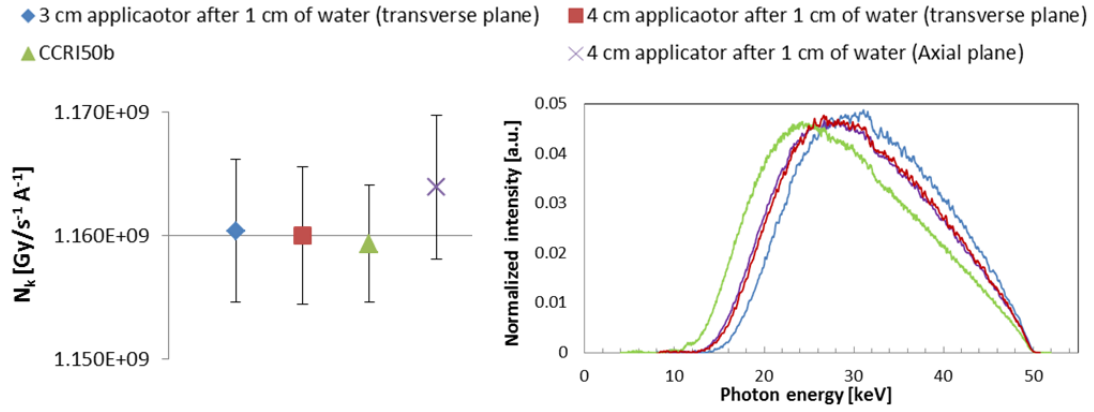 3 cm applicaotor after 1 cm of water (transverse plane)
4 cm applicaotor after 1 cm of water (transverse plane)
CCRI50b
4 cm applicator after 1 cm of water (Axial plane)
Nk [Gy/s-1 A-1]
1.170E+09
1.160E+09
1.150E+09
Normalized intensity [a.u.]
0.05
0.04
0.03
0.02
0.01
0
0 10 20 30 40 50
Photon energy [keV]